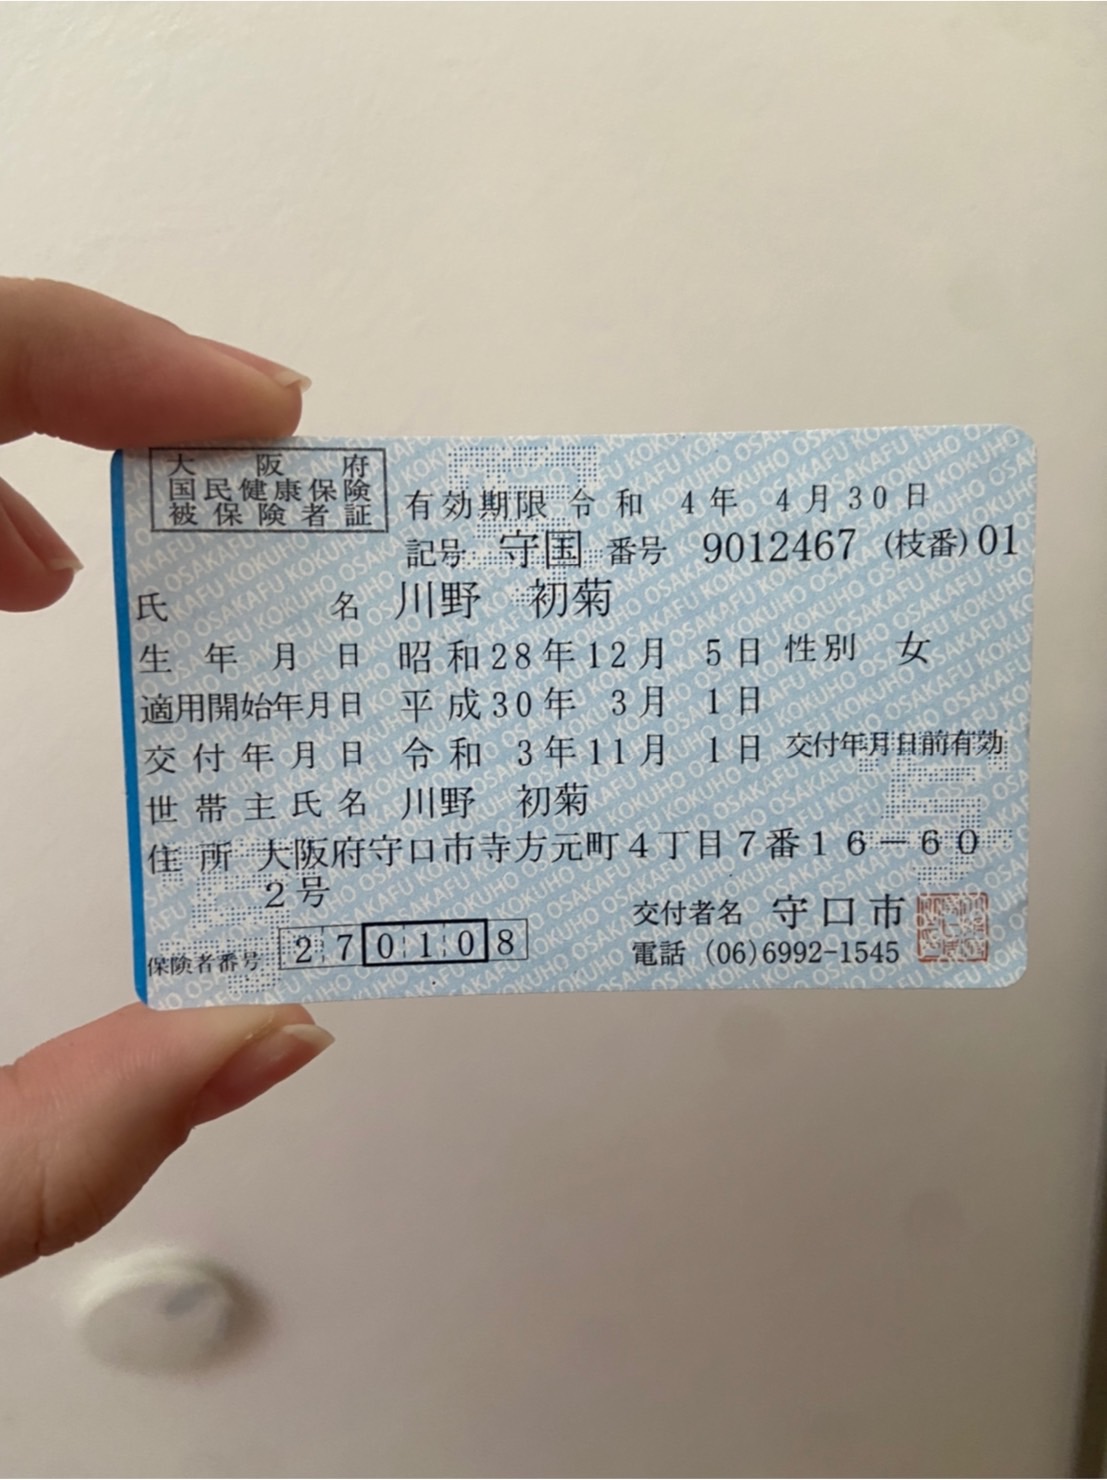 大阪府
国民健康保険
被保険者証
有効期限 令和 4年 4月30日
記号 守国 番号 9012467 (枝番)01
氏名 川野 初菊
生年月日 昭和28年12月 5日 性別 女
適用開始年月日 平成30年 3月 1日
交付年月日 令和 3年11月 1日 交付年月日前有効
世帯主氏名 川野 初菊
住所 大阪府守口市寺方元町4丁目7番16-60
2号
保険者番号 270108
交付者名 守口市
電話 (06)6992-1545